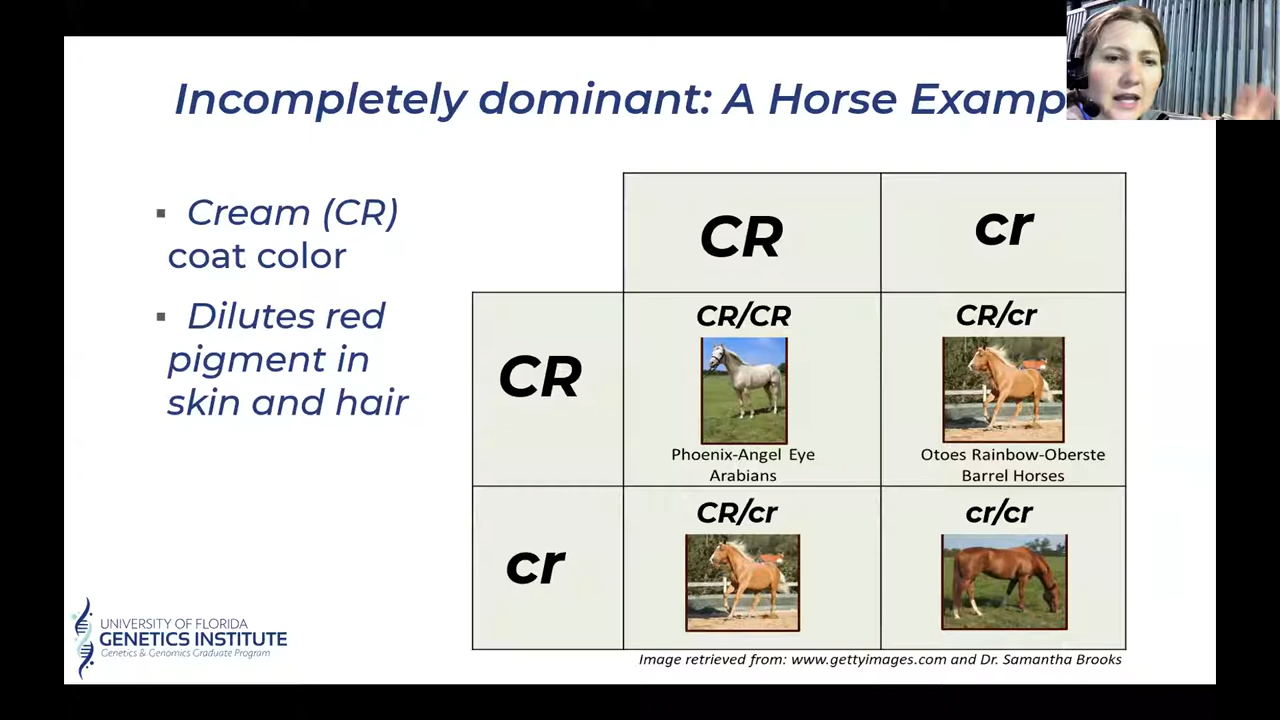 Incompletely dominant: A Horse Examp
▪ Cream (CR)
coat color
▪ Dilutes red
pigment in
skin and hair
CR
cr
CR
CR/CR
CR/cr
Phoenix-Angel Eye
Arabians
Otoes Rainbow-Oberste
Barrel Horses
cr
CR/cr
cr/cr
Image retrieved from: www.gettyimages.com and Dr. Samantha Brooks
UNIVERSITY OF FLORIDA
GENETICS INSTITUTE
Genetics & Genomics Graduate Program